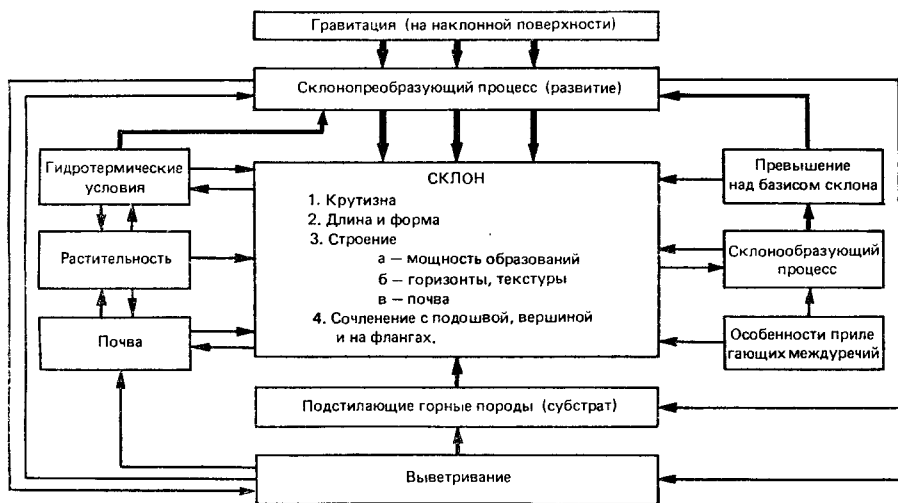 Гравитация (на наклонной поверхности)
Склонопреобразующий процесс (развитие)
Гидротермические
условия
Растительность
Почва
СКЛОН
1. Крутизна
2. Длина и форма
3. Строение
а — мощность образований
б — горизонты, текстуры
в — почва
4. Сочленение с подошвой, вершиной
и на флангах.
Превышение
над базисом склона
Склонообразующий
процесс
Особенности приле
гающих междуречий
Подстилающие горные породы (субстрат)
Выветривание